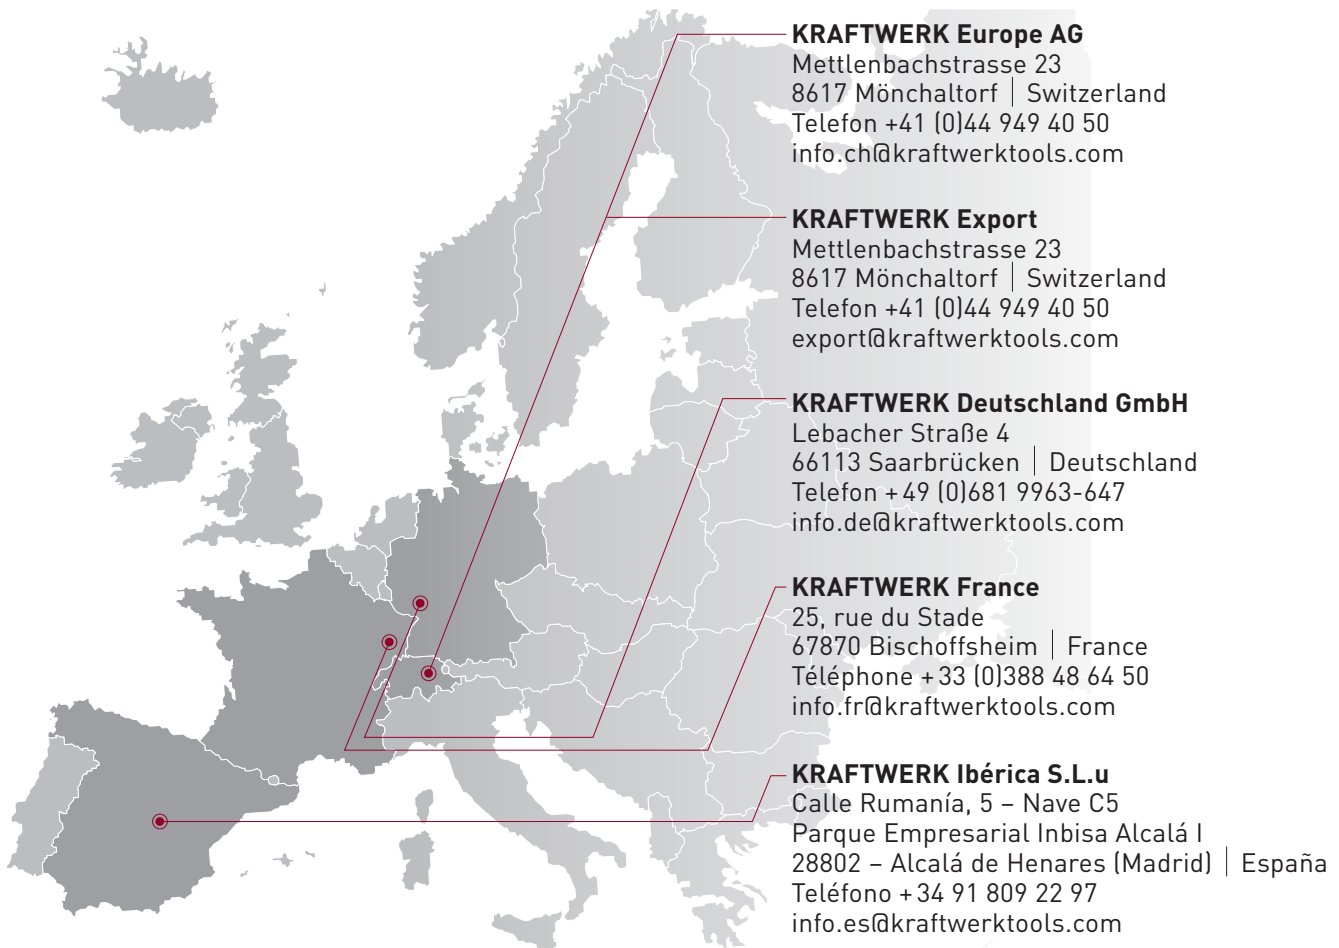 KRAFTWERK Europe AG
Mettlenbachstrasse 23
8617 Mönchaltorf | Switzerland
Telefon +41 (0)44 949 40 50
info.ch@kraftwerktools.com
KRAFTWERK Export
Mettlenbachstrasse 23
8617 Mönchaltorf | Switzerland
Telefon +41 (0)44 949 40 50
export@kraftwerktools.com
KRAFTWERK Deutschland GmbH
Lebacher Straße 4
66113 Saarbrücken | Deutschland
Telefon +49 (0)681 9963-647
info.de@kraftwerktools.com
KRAFTWERK France
25, rue du Stade
67870 Bischoffsheim | France
Téléphone +33 (0)388 48 64 50
info.fr@kraftwerktools.com
KRAFTWERK Ibérica S.L.u
Calle Rumanía, 5 – Nave C5
Parque Empresarial Inbisa Alcalá I
28802 – Alcalá de Henares (Madrid) | España
Teléfono +34 91 809 22 97
info.es@kraftwerktools.com